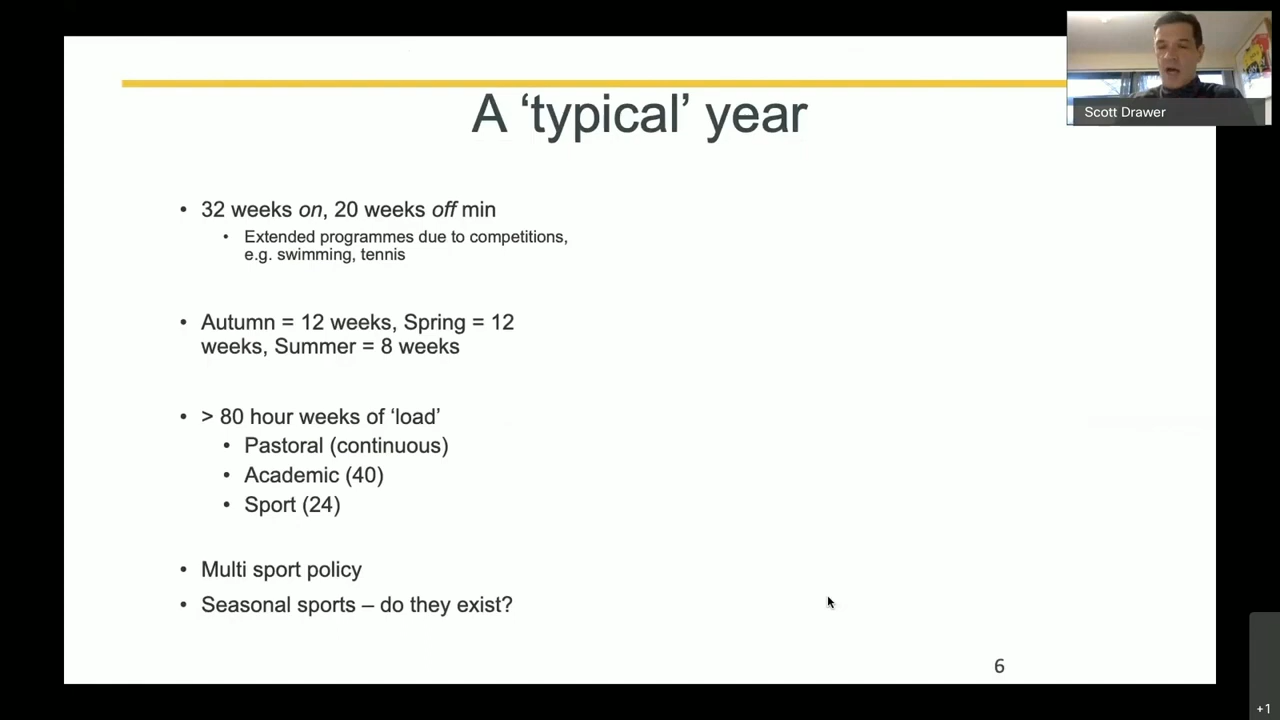 Scott Drawer
A ‘typical’ year
• 32 weeks on, 20 weeks off min
• Extended programmes due to competitions,
e.g. swimming, tennis
• Autumn = 12 weeks, Spring = 12
weeks, Summer = 8 weeks
• > 80 hour weeks of ‘load’
• Pastoral (continuous)
• Academic (40)
• Sport (24)
• Multi sport policy
• Seasonal sports – do they exist?
6
+1